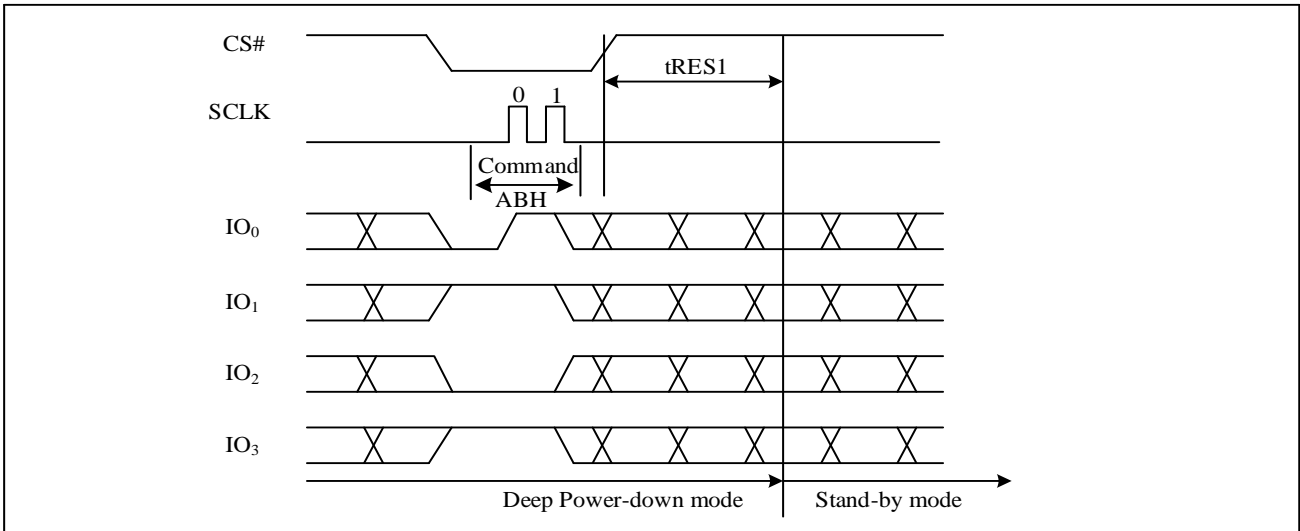 CS#
tRES1
0 1
SCLK
Command
ABH
IO₀
IO₁
IO₂
IO₃
Deep Power-down mode Stand-by mode